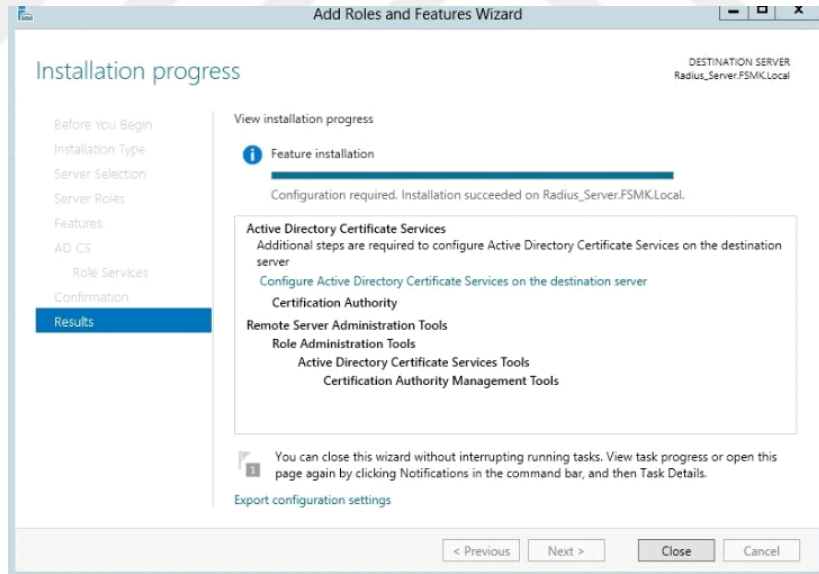 Add Roles and Features Wizard
Installation progress
DESTINATION SERVER
Radius_Server.FSMK.Local
Before You Begin
Installation Type
Server Selection
Server Roles
Features
AD CS
Role Services
Confirmation
Results
View installation progress
Feature installation
Configuration required. Installation succeeded on Radius_Server.FSMK.Local.
Active Directory Certificate Services
Additional steps are required to configure Active Directory Certificate Services on the destination
server
Configure Active Directory Certificate Services on the destination server
Certification Authority
Remote Server Administration Tools
Role Administration Tools
Active Directory Certificate Services Tools
Certification Authority Management Tools
1
You can close this wizard without interrupting running tasks. View task progress or open this
page again by clicking Notifications in the command bar, and then Task Details.
Export configuration settings
< Previous
Next >
Close
Cancel